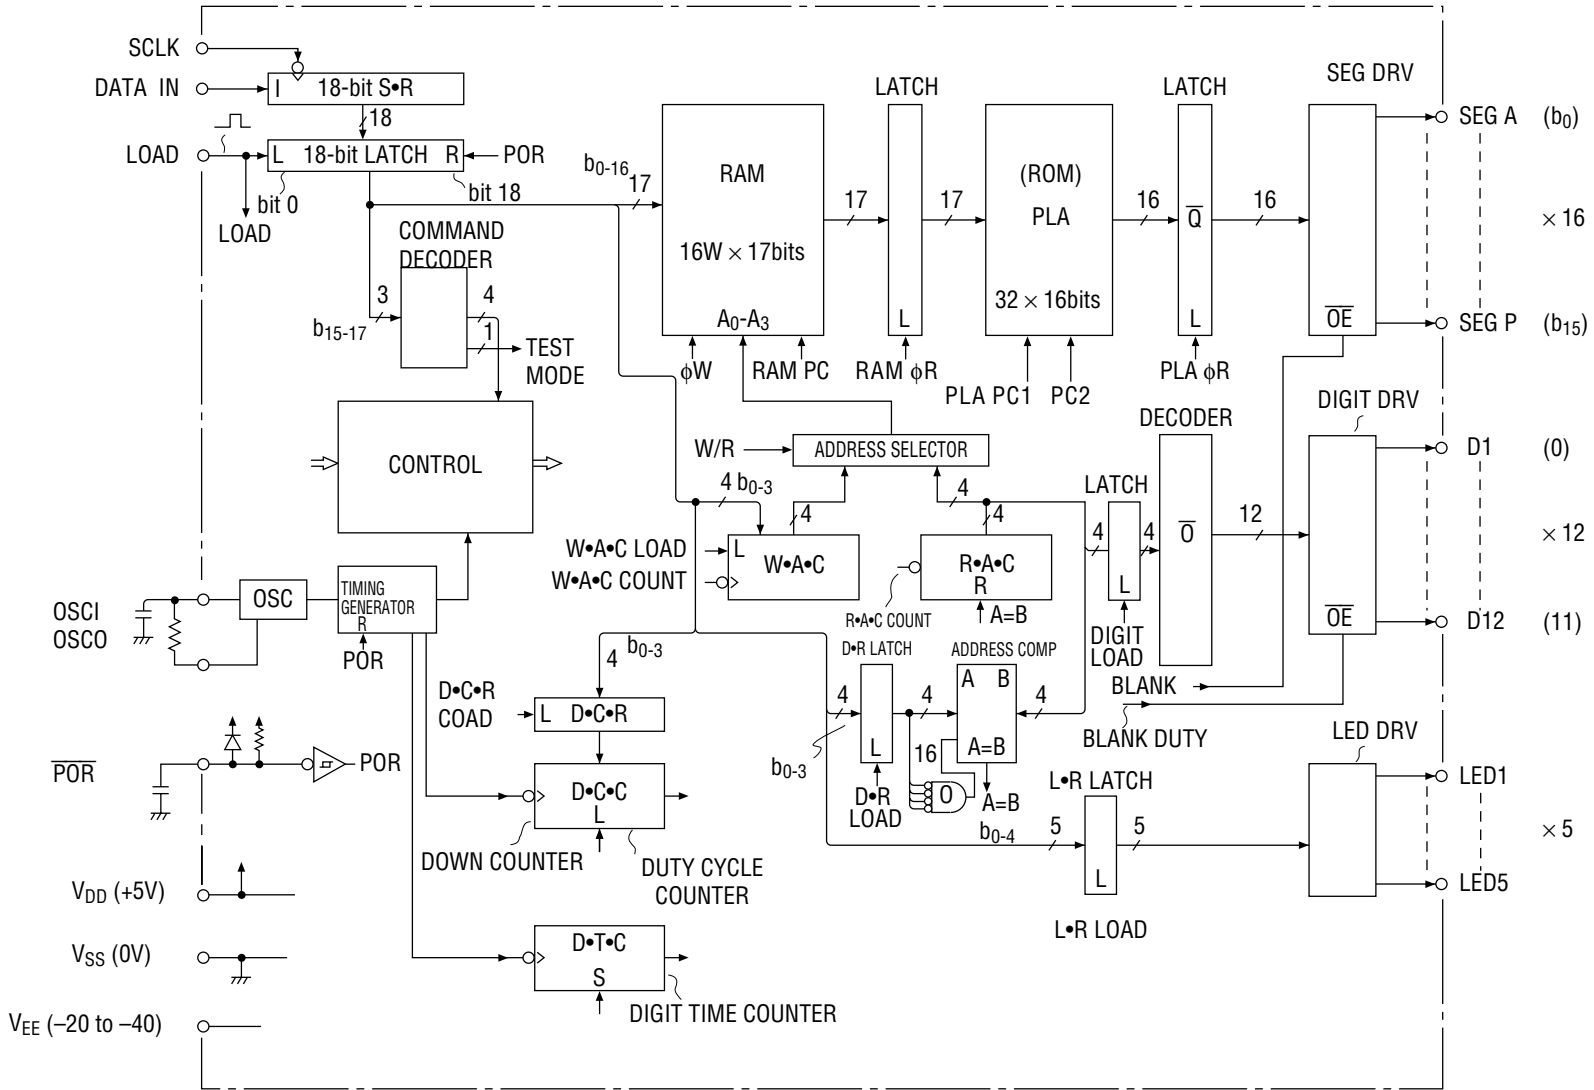 SCLK
DATA IN
I 18-bit S•R
18
LOAD
L 18-bit LATCH R
POR
bit 0
bit 18
LOAD
b0-16
17
COMMAND
DECODER
3
b15-17
4
1
TEST
MODE
CONTROL
RAM
16W × 17bits
A0-A3
ϕW
RAM PC
17
LATCH
L
RAM ϕR
17
(ROM)
PLA
32 × 16bits
PLA PC1
PC2
16
LATCH
Q̅
L
PLA ϕR
16
SEG DRV
O̅E̅
SEG A (b0)
× 16
SEG P (b15)
W/R
ADDRESS SELECTOR
4 b0-3
4
4
4
W•A•C LOAD
W•A•C COUNT
L
W•A•C
R•A•C
R
R•A•C COUNT
A=B
4
LATCH
L
4
DIGIT
LOAD
DECODER
O̅
12
DIGIT DRV
O̅E̅
D1 (0)
× 12
D12 (11)
BLANK
BLANK DUTY
OSCI
OSCO
OSC
TIMING
GENERATOR
R
POR
b0-3
4
D•C•R
COAD
L D•C•R
D•C•C
L
DOWN COUNTER
DUTY CYCLE
COUNTER
D•R LATCH
4
b0-3
L
D•R
LOAD
4
16
O
ADDRESS COMP
A B
A=B
4
A=B
P̅O̅R̅
POR
L•R LATCH
b0-4
5
L
5
L•R LOAD
LED DRV
LED1
× 5
LED5
VDD (+5V)
VSS (0V)
VEE (–20 to –40)
D•T•C
S
DIGIT TIME COUNTER